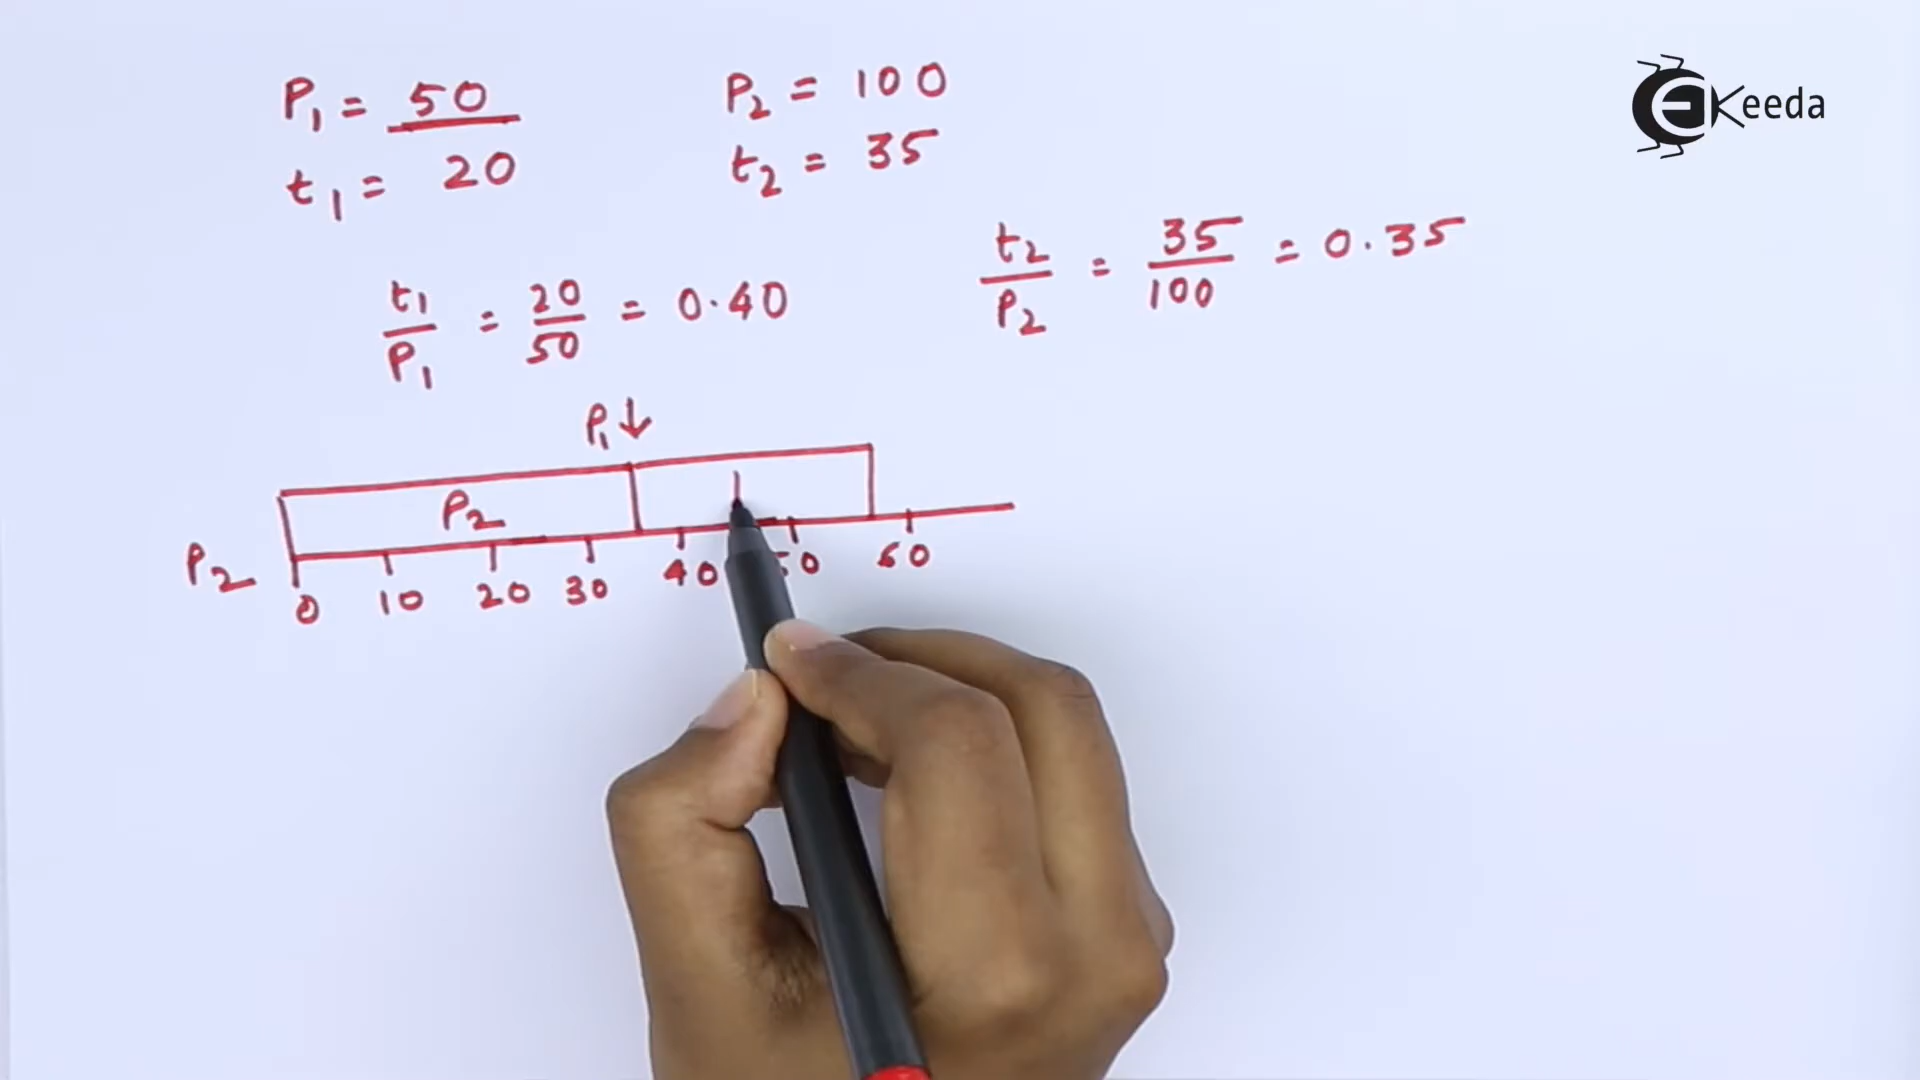 P1 = 50
t1 = 20
P2 = 100
t2 = 35
Keeda
t1/P1 = 20/50 = 0.40
t2/P2 = 35/100 = 0.35
P1 ↓
P2
P2
0 10 20 30 40 50 60